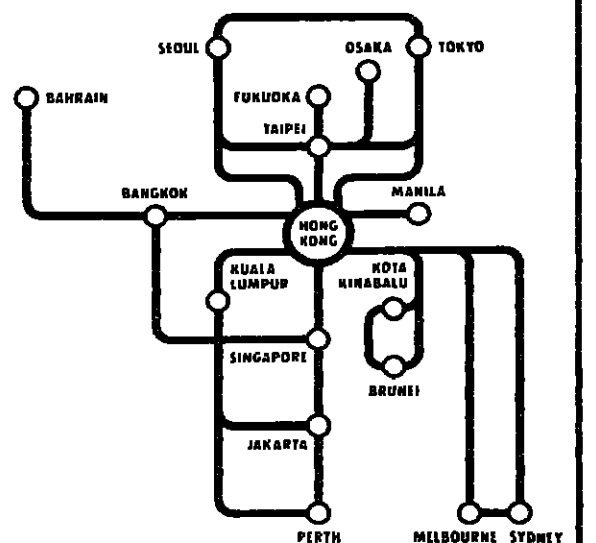 SEOUL
OSAKA
TOKYO
BAHRAIN
FUKUOKA
TAIPEI
BANGKOK
MANILA
HONG
KONG
KUALA
LUMPUR
KOTA
KINABALU
SINGAPORE
BRUNEI
JAKARTA
PERTH
MELBOURNE
SYDNEY